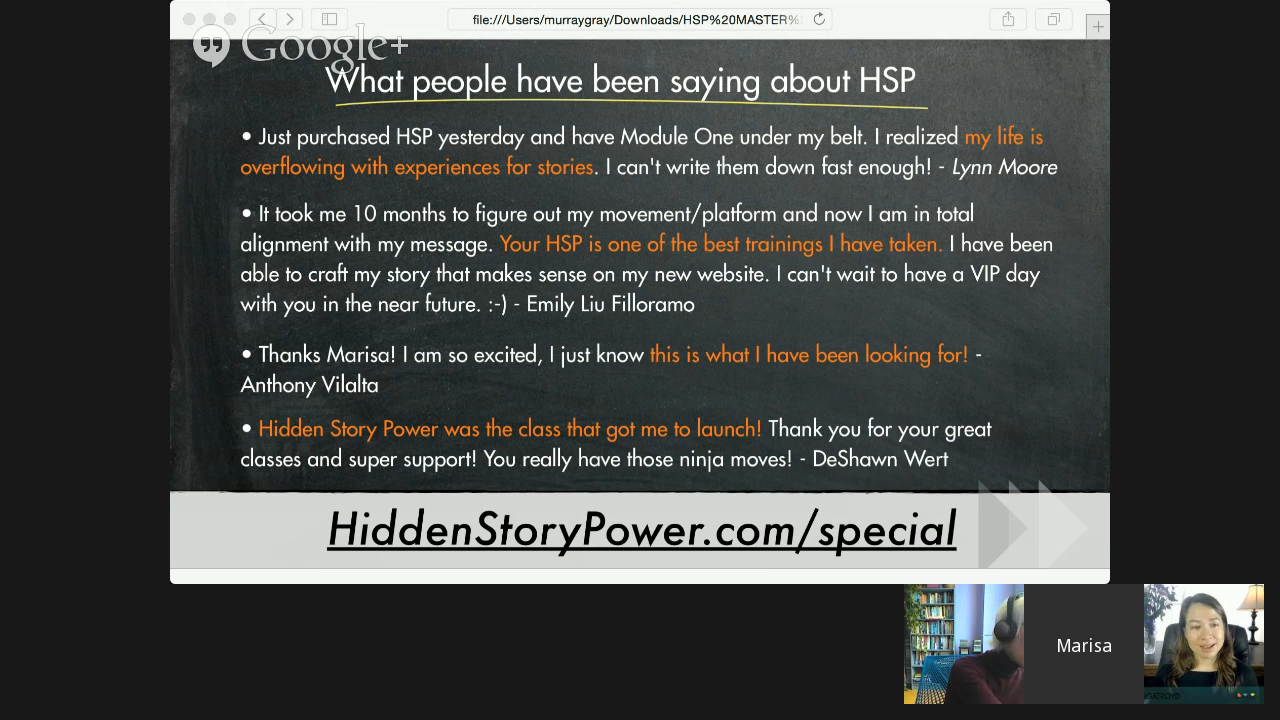 file:///Users/murraygray/Downloads/HSP%20MASTER%
Google+
What people have been saying about HSP
• Just purchased HSP yesterday and have Module One under my belt. I realized my life is
overflowing with experiences for stories. I can't write them down fast enough! - Lynn Moore
• It took me 10 months to figure out my movement/platform and now I am in total
alignment with my message. Your HSP is one of the best trainings I have taken. I have been
able to craft my story that makes sense on my new website. I can't wait to have a VIP day
with you in the near future. :-) - Emily Liu Filloramo
• Thanks Marisa! I am so excited, I just know this is what I have been looking for! -
Anthony Vilalta
• Hidden Story Power was the class that got me to launch! Thank you for your great
classes and super support! You really have those ninja moves! - DeShawn Wert
HiddenStoryPower.com/special
Marisa